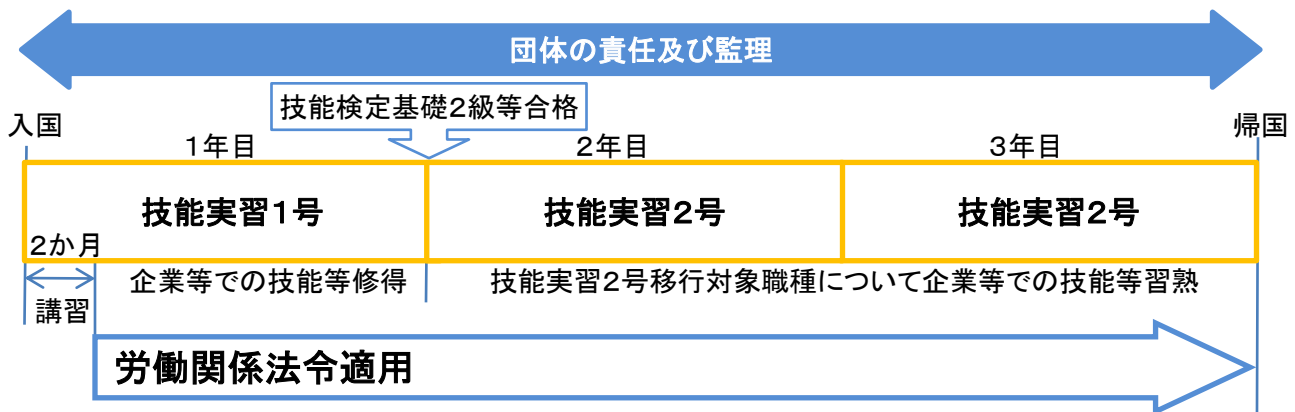 団体の責任及び監理
技能検定基礎2級等合格
入国
帰国
1年目
2年目
3年目
技能実習1号
技能実習2号
技能実習2号
2か月
講習
企業等での技能等修得
技能実習2号移行対象職種について企業等での技能等習熟
労働関係法令適用